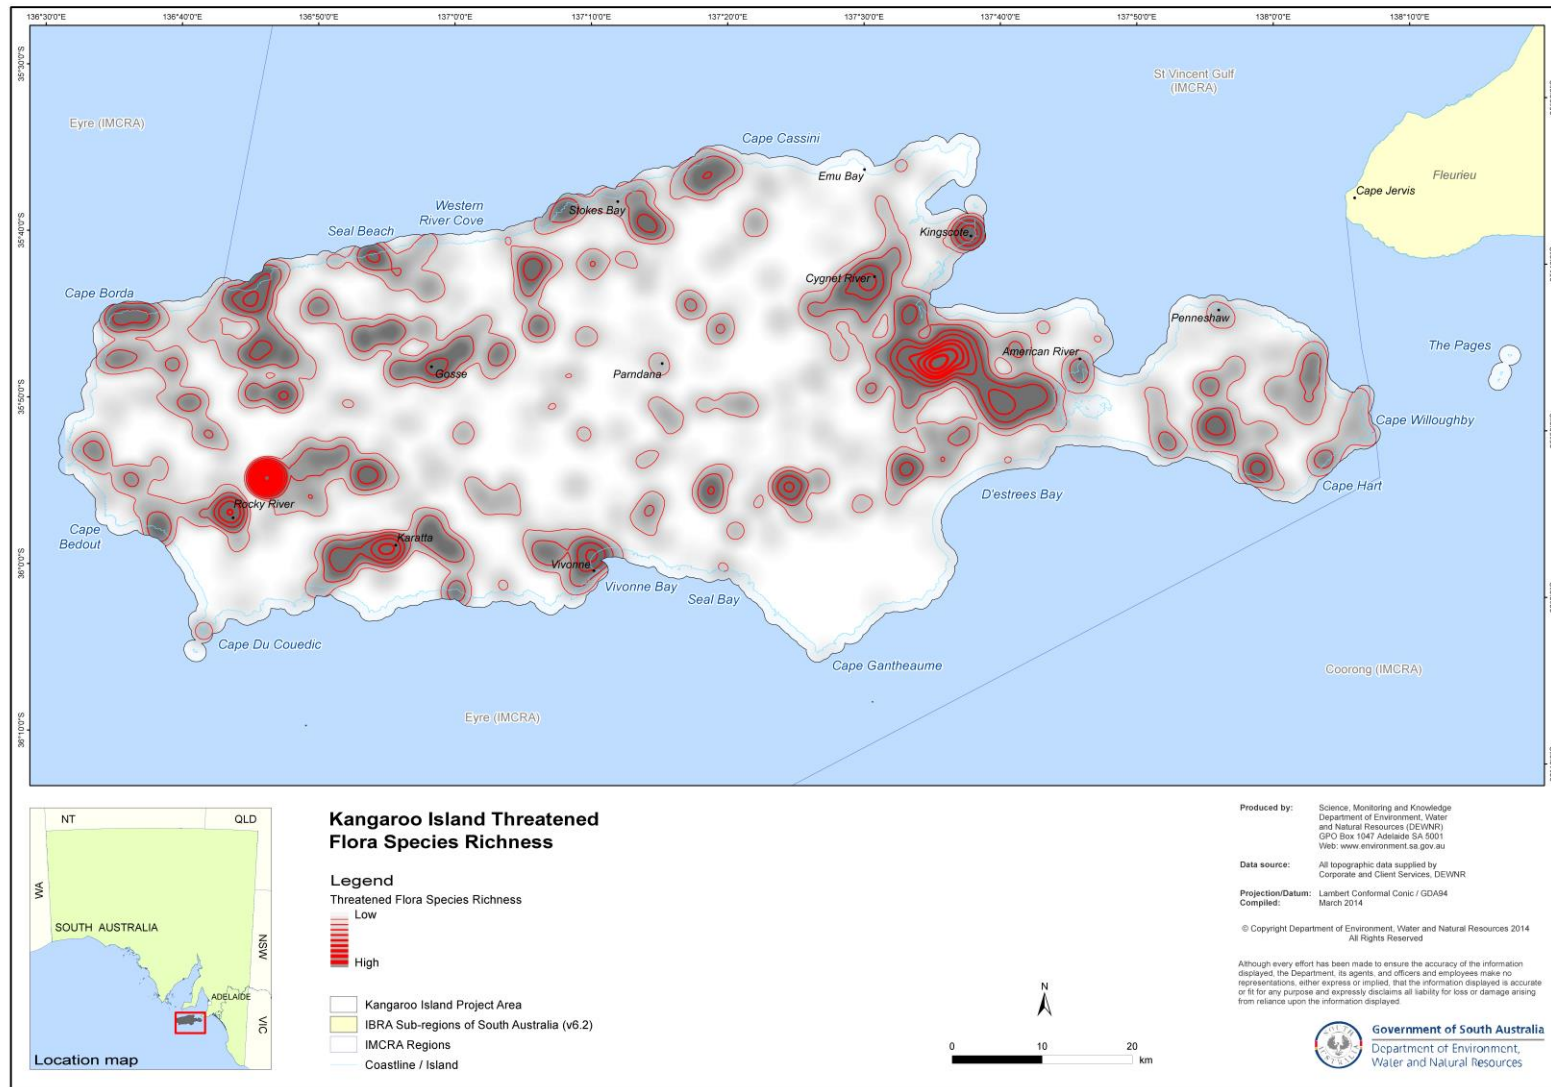 136°30'0"E
136°40'0"E
136°50'0"E
137°0'0"E
137°10'0"E
137°20'0"E
137°30'0"E
137°40'0"E
137°50'0"E
138°0'0"E
138°10'0"E
35°30'0"S
35°40'0"S
35°50'0"S
36°0'0"S
36°10'0"S
St Vincent Gulf
(IMCRA)
Eyre (IMCRA)
Cape Cassini
Emu Bay
Fleurieu
Cape Jervis
Western
River Cove
Stokes Bay
Seal Beach
Kingscote
Cygnet River
Cape Borda
Penneshaw
The Pages
American River
Gosse
Parndana
Cape Willoughby
Rocky River
D'estrees Bay
Cape Hart
Cape
Bedout
Karatta
Vivonne
Vivonne Bay
Seal Bay
Cape Du Couedic
Cape Gantheaume
Coorong (IMCRA)
Eyre (IMCRA)
NT
QLD
WA
SOUTH AUSTRALIA
NSW
ADELAIDE
VIC
Location map
Kangaroo Island Threatened
Flora Species Richness
Legend
Threatened Flora Species Richness
Low
High
Kangaroo Island Project Area
IBRA Sub-regions of South Australia (v6.2)
IMCRA Regions
Coastline / Island
N
0 10 20
km
Produced by: Science, Monitoring and Knowledge
Department of Environment, Water
and Natural Resources (DEWNR)
GPO Box 1047 Adelaide SA 5001
Web: www.environment.sa.gov.au
Data source: All topographic data supplied by
Corporate and Client Services, DEWNR
Projection/Datum: Lambert Conformal Conic / GDA94
Compiled: March 2014
© Copyright Department of Environment, Water and Natural Resources 2014
All Rights Reserved
Although every effort has been made to ensure the accuracy of the information
displayed, the Department, its agents, and officers and employees make no
representations, either express or implied, that the information displayed is accurate
or fit for any purpose and expressly disclaims all liability for loss or damage arising
from reliance upon the information displayed.
SOUTH
AUSTRALIA
Government of South Australia
Department of Environment,
Water and Natural Resources